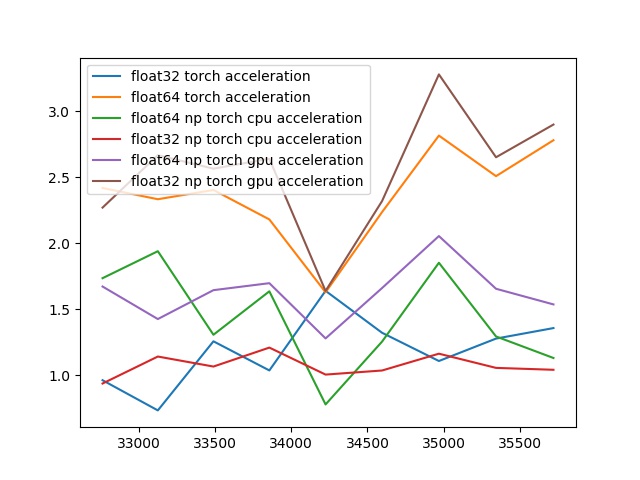 float32 torch acceleration
float64 torch acceleration
float64 np torch cpu acceleration
float32 np torch cpu acceleration
float64 np torch gpu acceleration
float32 np torch gpu acceleration
3.0
2.5
2.0
1.5
1.0
33000 33500 34000 34500 35000 35500